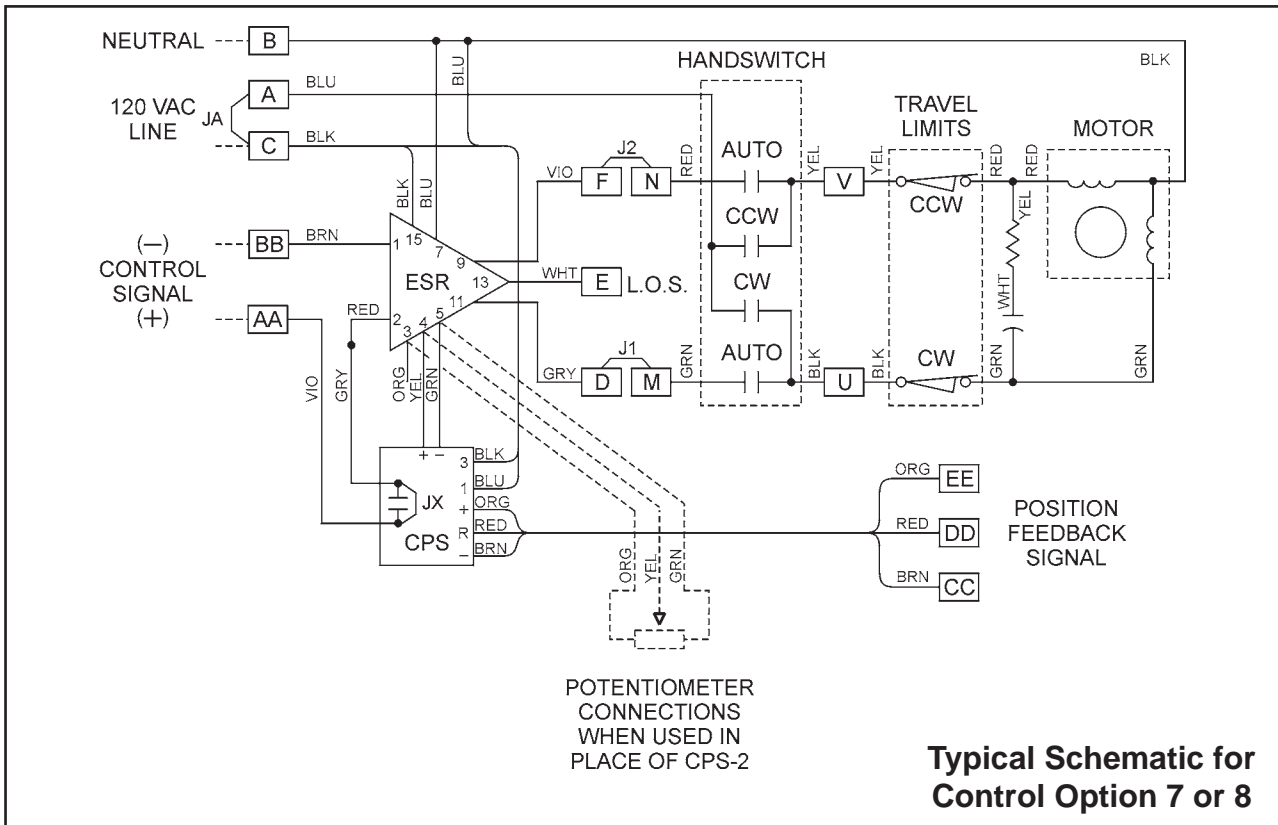 NEUTRAL
B
BLU
BLK
HANDSWITCH
120 VAC
LINE
JA
A
BLU
C
BLK
TRAVEL
LIMITS
MOTOR
BLK
BLU
VIO
J2
F
N
RED
AUTO
YEL
V
YEL
CCW
RED
YEL
RED
CCW
(—)
CONTROL
SIGNAL
(+)
BB
BRN
1
15
7
9
ESR
13
WHT
E
L.O.S.
CW
WHT
AA
RED
2
3
4
5
11
GRY
J1
D
M
GRN
AUTO
BLK
U
BLK
CW
GRN
GRN
VIO
GRY
ORG
YEL
GRN
+
−
3
BLK
1
BLU
JX
+
ORG
R
RED
CPS
−
BRN
ORG
EE
RED
DD
BRN
CC
POSITION
FEEDBACK
SIGNAL
ORG
YEL
GRN
POTENTIOMETER
CONNECTIONS
WHEN USED IN
PLACE OF CPS-2
Typical Schematic for
Control Option 7 or 8